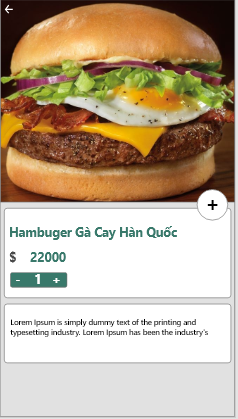 ←
+
Hambuger Gà Cay Hàn Quốc
$ 22000
- 1 +
Lorem Ipsum is simply dummy text of the printing and
typesetting industry. Lorem Ipsum has been the industry's